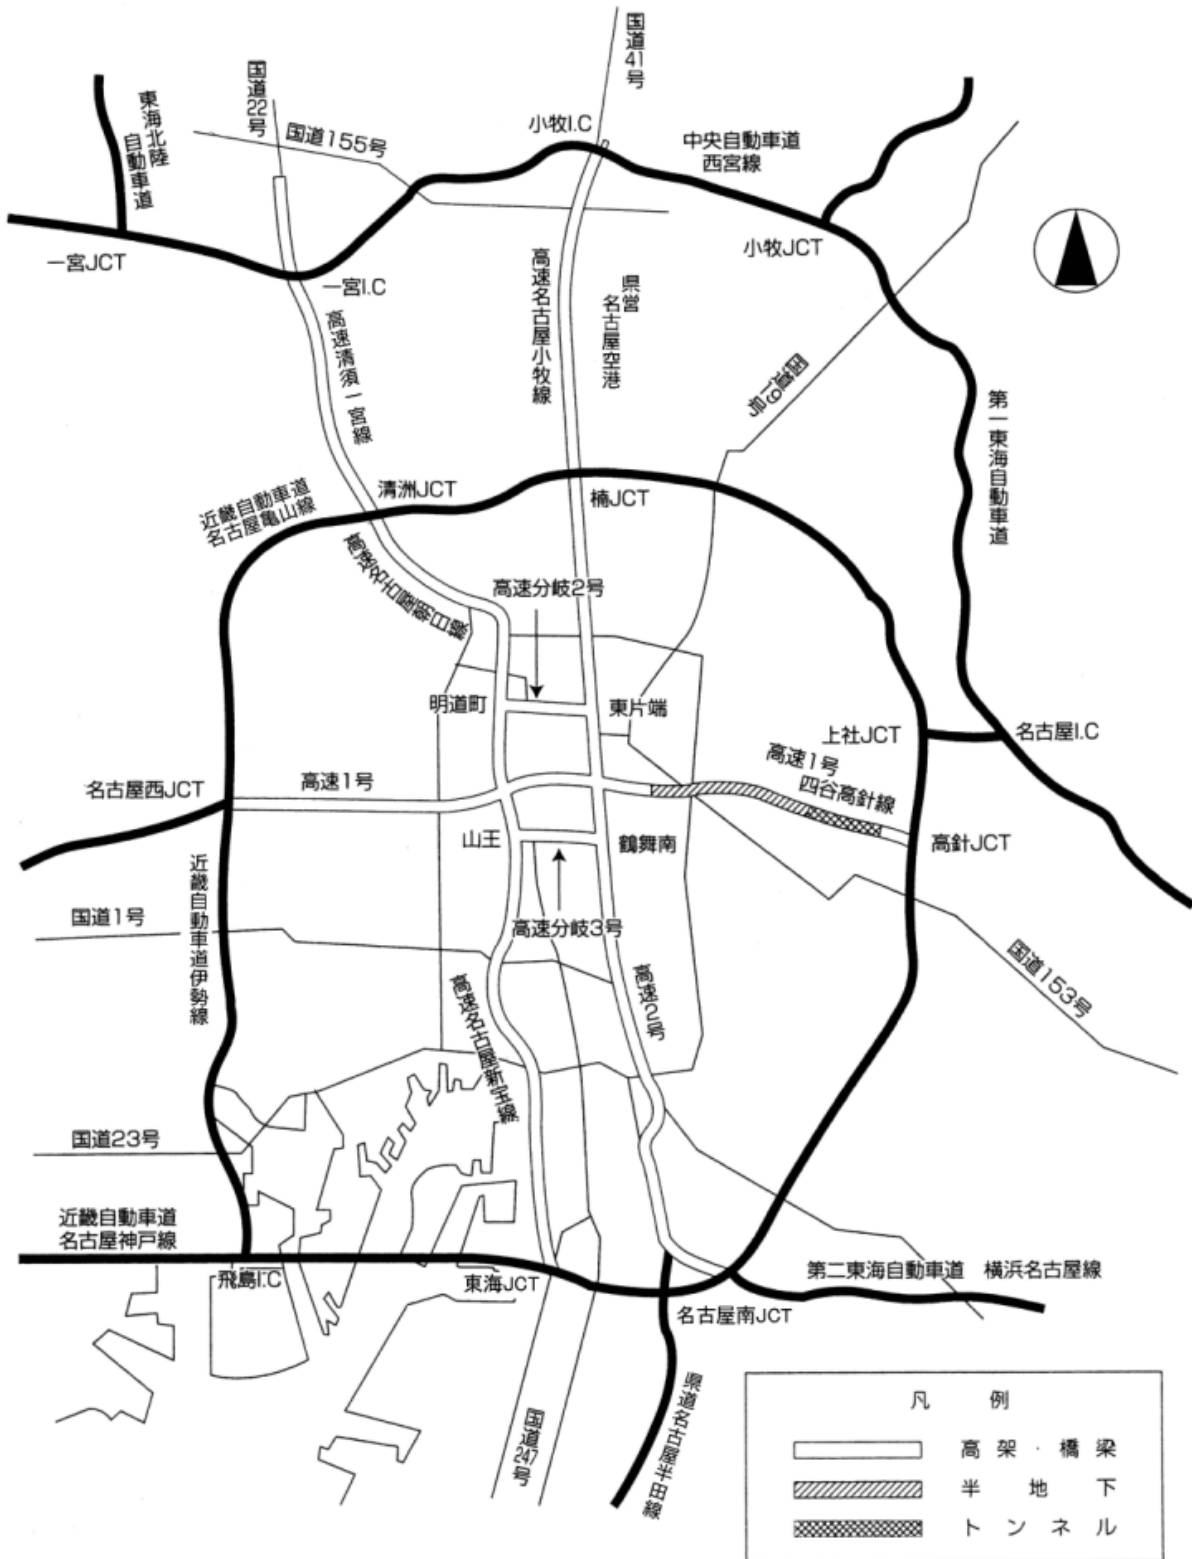 国道41号
国道22号
東海北陸
自動車道
国道155号
小牧I.C
中央自動車道
西宮線
一宮JCT
小牧JCT
一宮I.C
高速清須一宮線
高速名古屋小牧線
県営
名古屋空港
国道19号
第一東海自動車道
清洲JCT
楠JCT
近畿自動車道
名古屋亀山線
高速名古屋朝日線
高速分岐2号
明道町
東片端
上社JCT
名古屋I.C
名古屋西JCT
高速1号
高速1号
四谷高針線
山王
鶴舞南
高針JCT
近畿自動車道伊勢線
国道1号
高速分岐3号
国道153号
高速名古屋新宝線
高速2号
国道23号
近畿自動車道
名古屋神戸線
飛島I.C
東海JCT
第二東海自動車道 横浜名古屋線
名古屋南JCT
国道247号
県道名古屋半田線
凡 例
高架・橋梁
半地下
トンネル